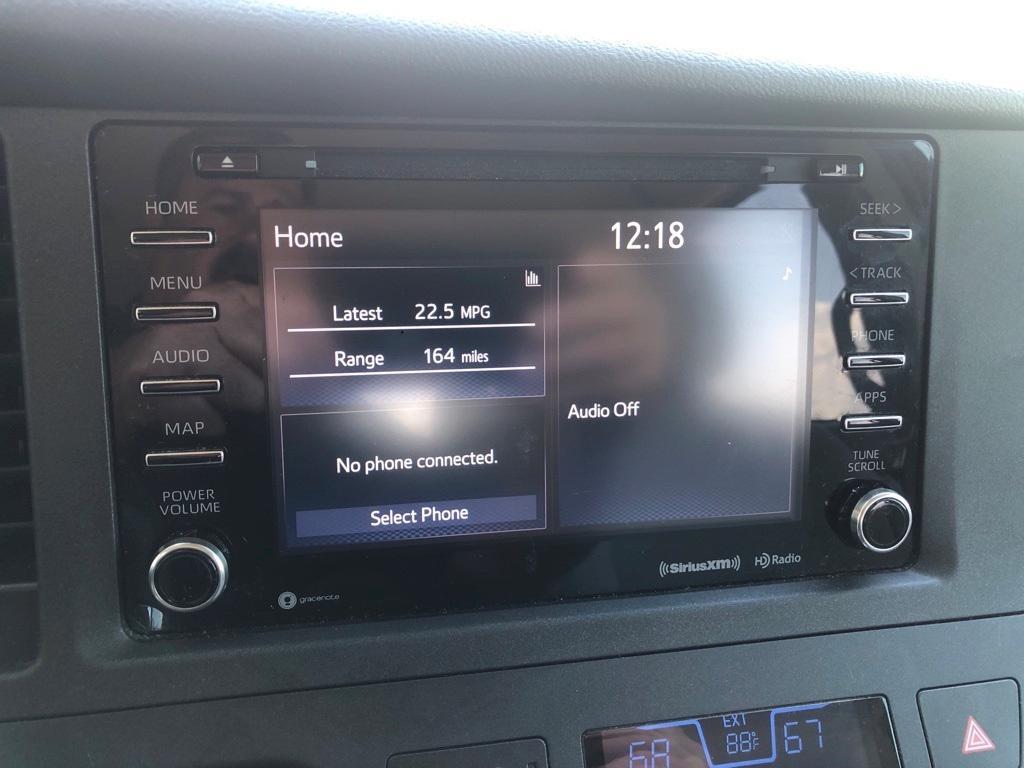 HOME
MENU
AUDIO
MAP
POWER
VOLUME
Home 12:18
Latest 22.5 MPG
Range 164 miles
No phone connected.
Select Phone
Audio Off
SEEK >
< TRACK
PHONE
APPS
TUNE
SCROLL
gracenote
((SiriusXM))
HD Radio
EXT
68 88°F 67